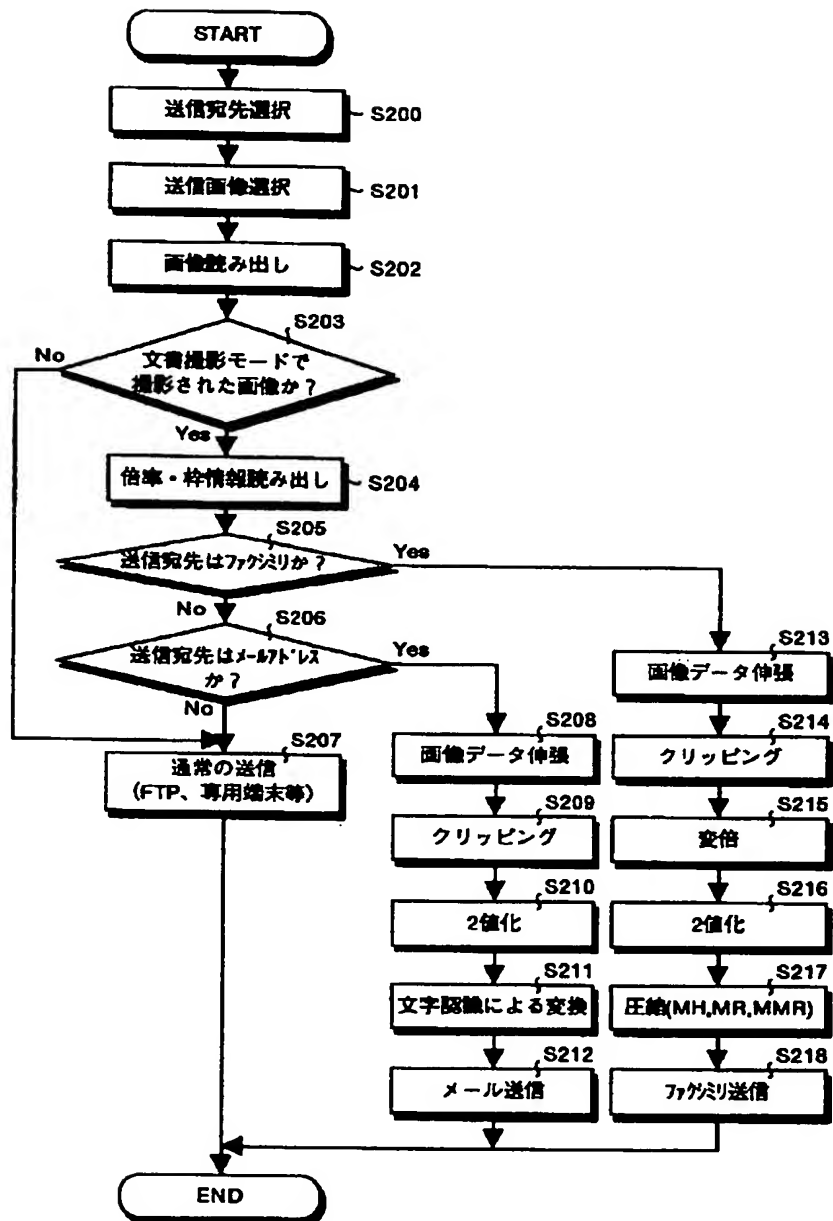 START
送信宛先選択
S200
送信画像選択
S201
画像読み出し
S202
S203
No
文書撮影モードで
撮影された画像か？
Yes
倍率・枠情報読み出し
S204
S205
送信宛先はファクシミリか？
Yes
No
S206
送信宛先はメールアドレス
か？
Yes
No
S207
通常の送信
(FTP、専用端末等)
S208
画像データ伸張
S209
クリッピング
S210
2値化
S211
文字認識による変換
S212
メール送信
S213
画像データ伸張
S214
クリッピング
S215
変倍
S216
2値化
S217
圧縮(MH,MR,MMR)
S218
ファクシミリ送信
END